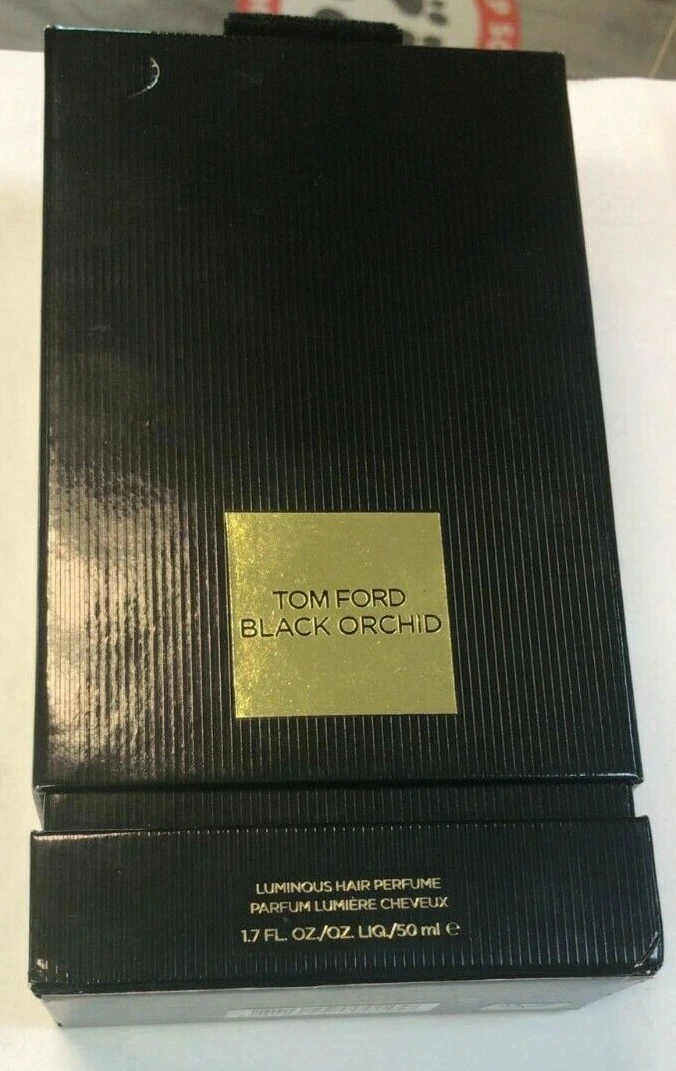 TOM FORD
BLACK ORCHID
LUMINOUS HAIR PERFUME
PARFUM LUMIÈRE CHEVEUX
1.7 FL. OZ./OZ. LIQ./50 ml ℮